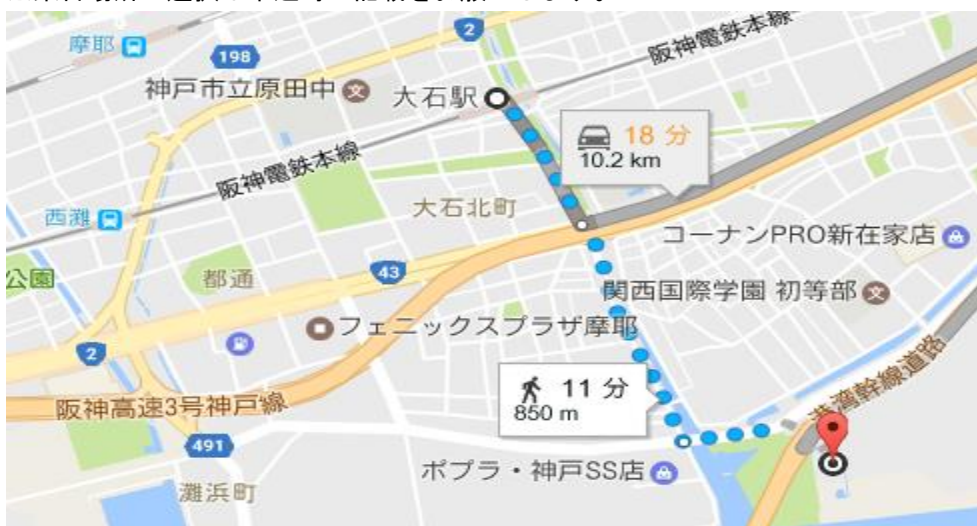 摩耶
2
198
阪神電鉄本線
神戸市立原田中
大石駅
18 分
10.2 km
阪神電鉄本線
大石北町
西灘
コーナンPRO新在家店
公園
都通
43
関西国際学園 初等部
フェニックスプラザ摩耶
2
11 分
850 m
港湾幹線道路
阪神高速3号神戸線
491
ポプラ・神戸SS店
灘浜町